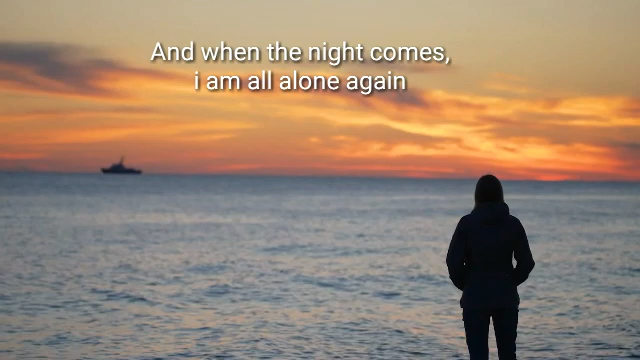 And when the night comes,
i am all alone again